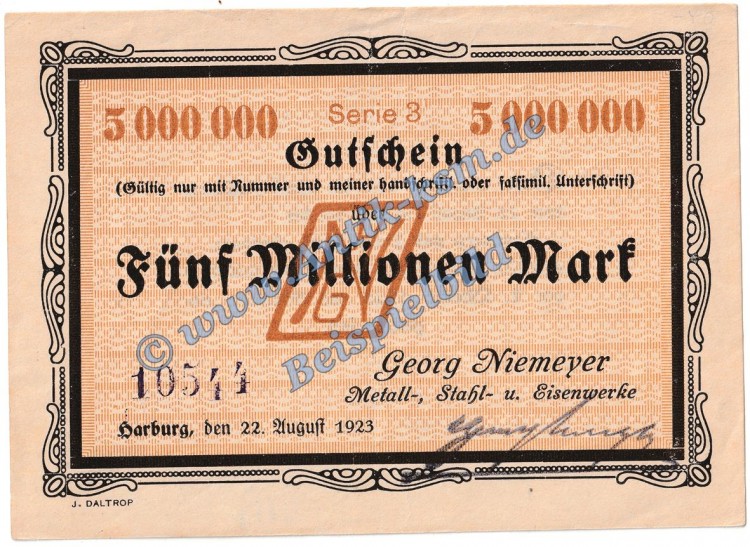 5 000 000 Serie 3 5 000 000
Gutschein
(Gültig nur mit Nummer und meiner handschriftl. oder faksimil. Unterschrift)
über
Fünf Millionen Mark
© www.Antik-ksm.de
Beispielbild
10544
Georg Niemeyer
Metall-, Stahl- u. Eisenwerke
Harburg, den 22. August 1923
J. DALTROP